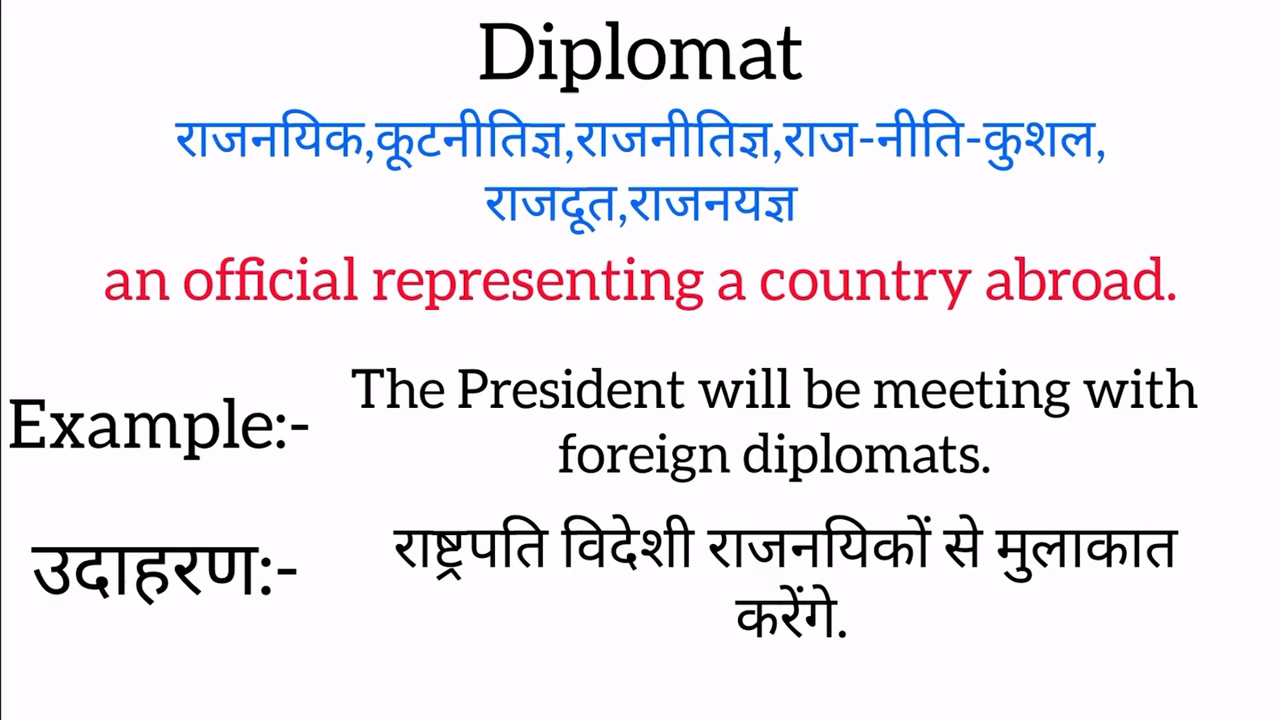 Diplomat
राजनयिक,कूटनीतिज्ञ,राजनीतिज्ञ,राज-नीति-कुशल,
राजदूत,राजनयज्ञ
an official representing a country abroad.
Example:-
The President will be meeting with
foreign diplomats.
उदाहरण:-
राष्ट्रपति विदेशी राजनयिकों से मुलाकात
करेंगे.